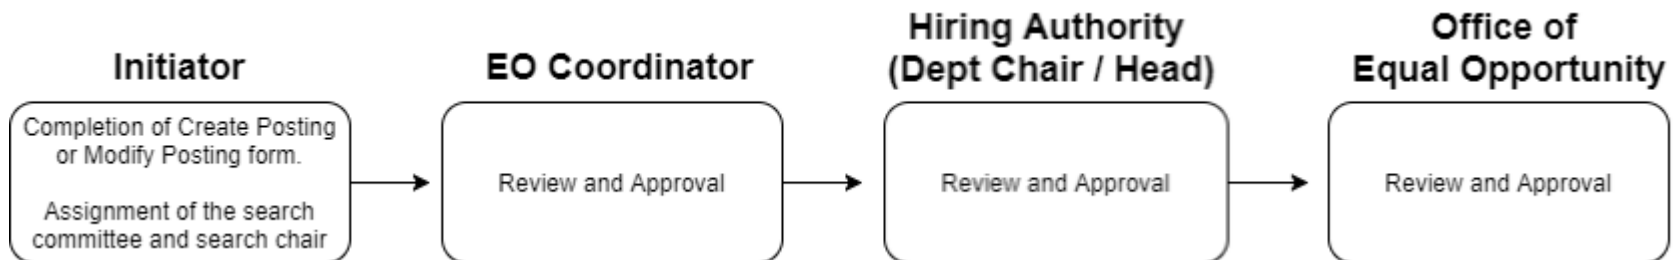 Initiator
Completion of Create Posting
or Modify Posting form.
Assignment of the search
committee and search chair
EO Coordinator
Review and Approval
Hiring Authority
(Dept Chair / Head)
Review and Approval
Office of
Equal Opportunity
Review and Approval